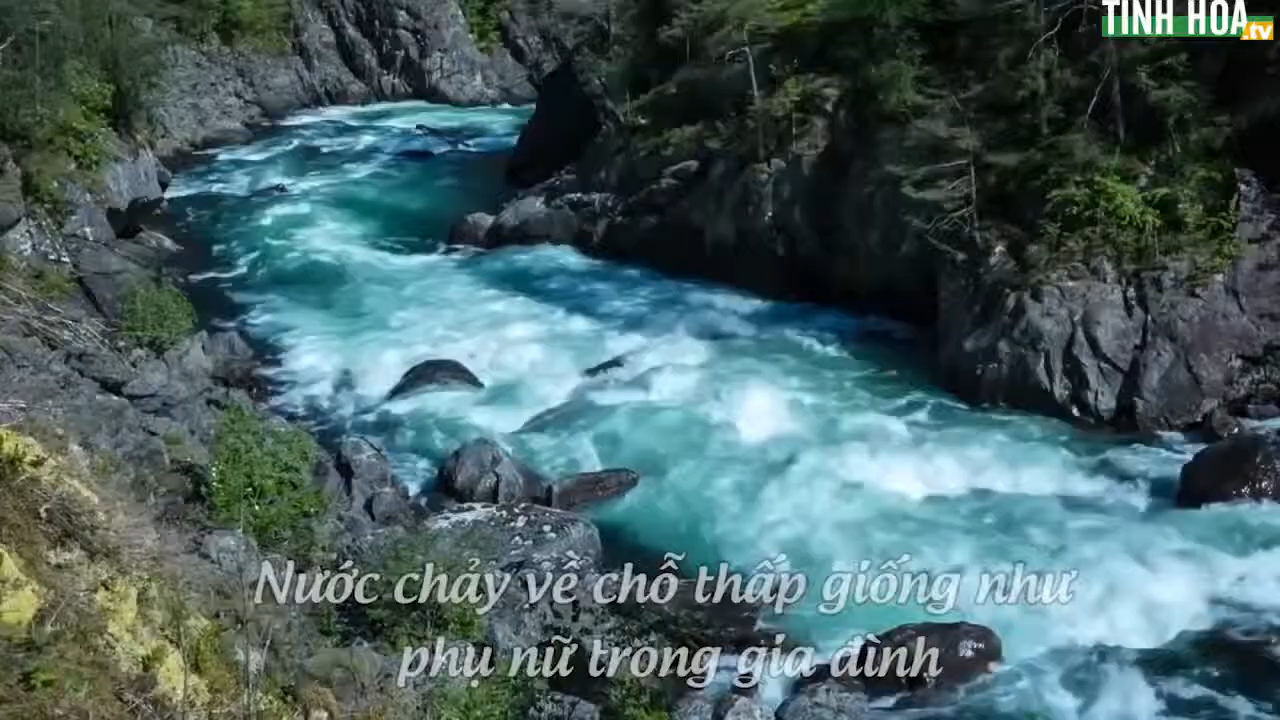 TINH HOA
.tv
Nước chảy về chỗ thấp giống như
phụ nữ trong gia đình